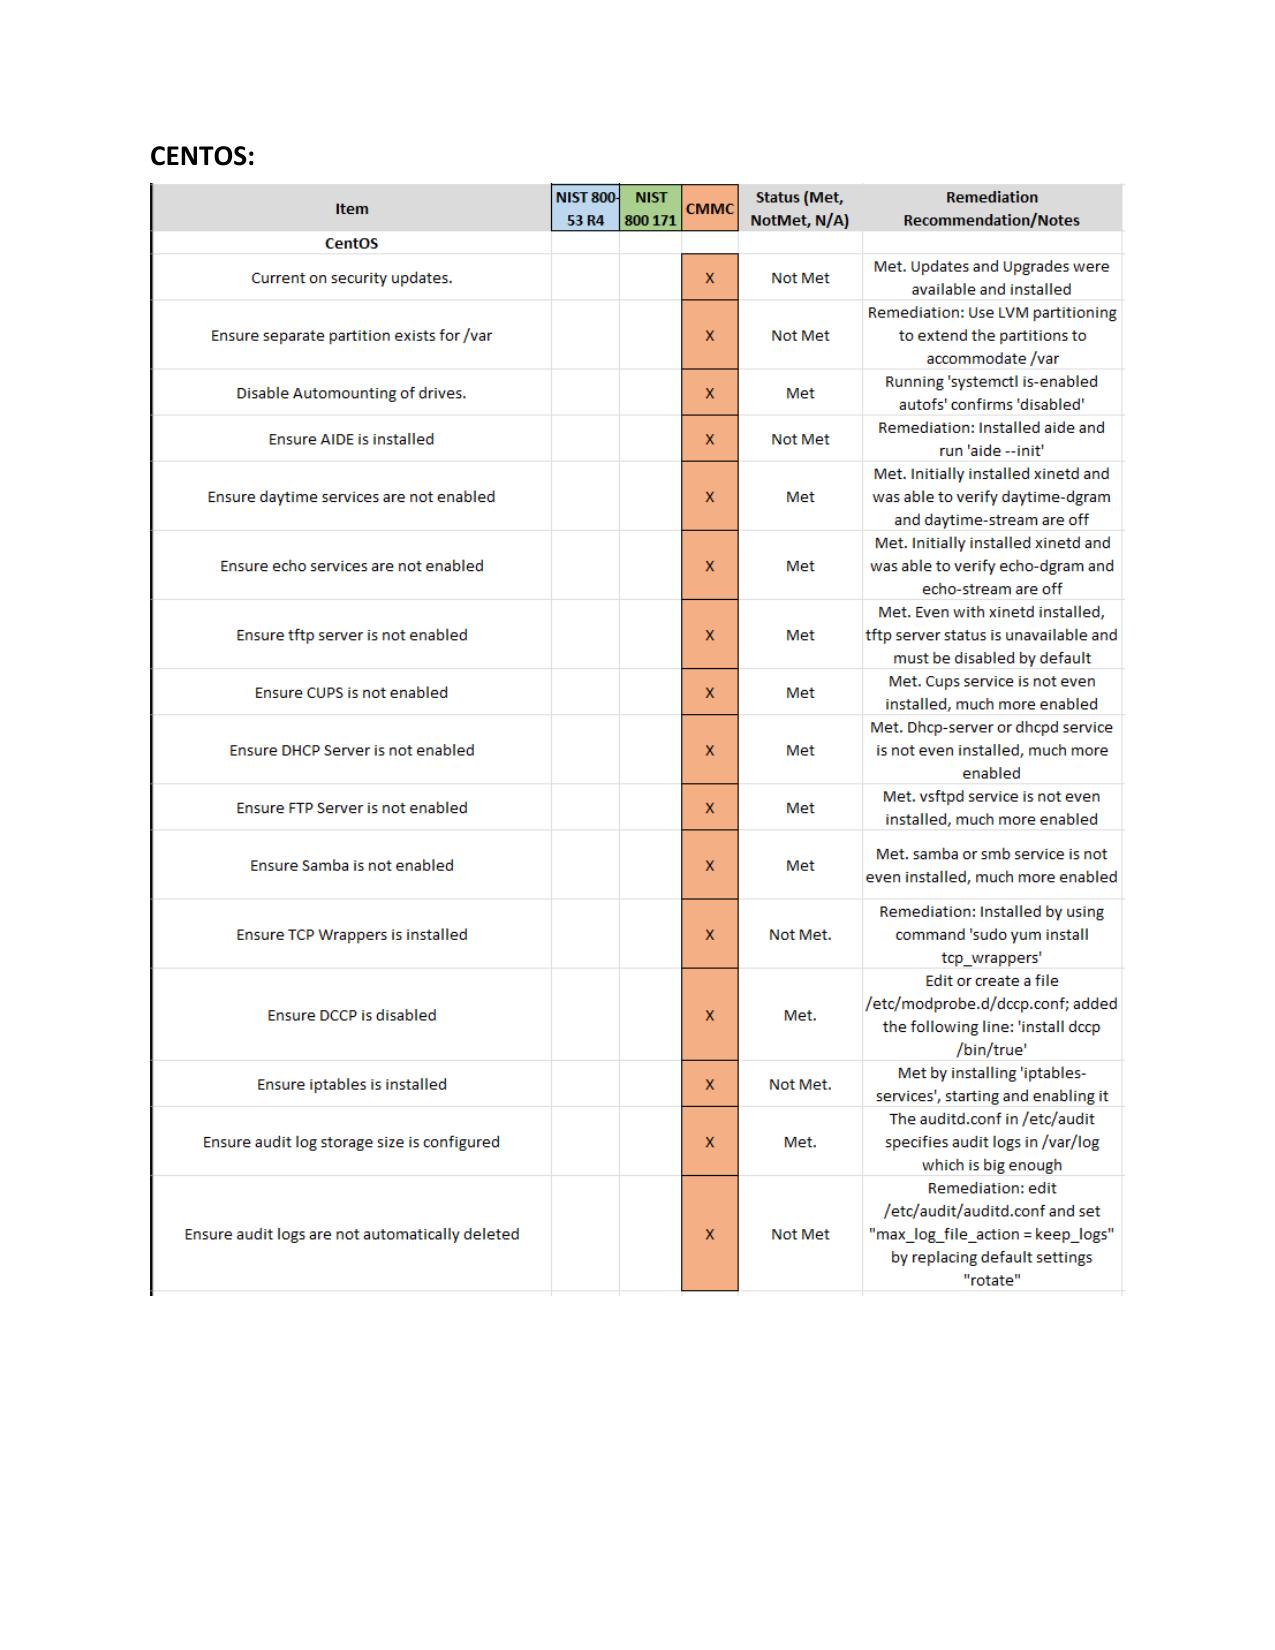 CENTOS:
Item
NIST 800-
53 R4
NIST
800 171
CMMC
Status (Met,
NotMet, N/A)
Remediation
Recommendation/Notes
CentOS
Current on security updates.
X
Not Met
Met. Updates and Upgrades were
available and installed
Ensure separate partition exists for /var
X
Not Met
Remediation: Use LVM partitioning
to extend the partitions to
accommodate /var
Disable Automounting of drives.
X
Met
Running 'systemctl is-enabled
autofs' confirms 'disabled'
Ensure AIDE is installed
X
Not Met
Remediation: Installed aide and
run 'aide --init'
Ensure daytime services are not enabled
X
Met
Met. Initially installed xinetd and
was able to verify daytime-dgram
and daytime-stream are off
Ensure echo services are not enabled
X
Met
Met. Initially installed xinetd and
was able to verify echo-dgram and
echo-stream are off
Ensure tftp server is not enabled
X
Met
Met. Even with xinetd installed,
tftp server status is unavailable and
must be disabled by default
Ensure CUPS is not enabled
X
Met
Met. Cups service is not even
installed, much more enabled
Ensure DHCP Server is not enabled
X
Met
Met. Dhcp-server or dhcpd service
is not even installed, much more
enabled
Ensure FTP Server is not enabled
X
Met
Met. vsftpd service is not even
installed, much more enabled
Ensure Samba is not enabled
X
Met
Met. samba or smb service is not
even installed, much more enabled
Ensure TCP Wrappers is installed
X
Not Met.
Remediation: Installed by using
command 'sudo yum install
tcp_wrappers'
Ensure DCCP is disabled
X
Met.
Edit or create a file
/etc/modprobe.d/dccp.conf; added
the following line: 'install dccp
/bin/true'
Ensure iptables is installed
X
Not Met.
Met by installing 'iptables-
services', starting and enabling it
Ensure audit log storage size is configured
X
Met.
The auditd.conf in /etc/audit
specifies audit logs in /var/log
which is big enough
Ensure audit logs are not automatically deleted
X
Not Met
Remediation: edit
/etc/audit/auditd.conf and set
"max_log_file_action = keep_logs"
by replacing default settings
"rotate"